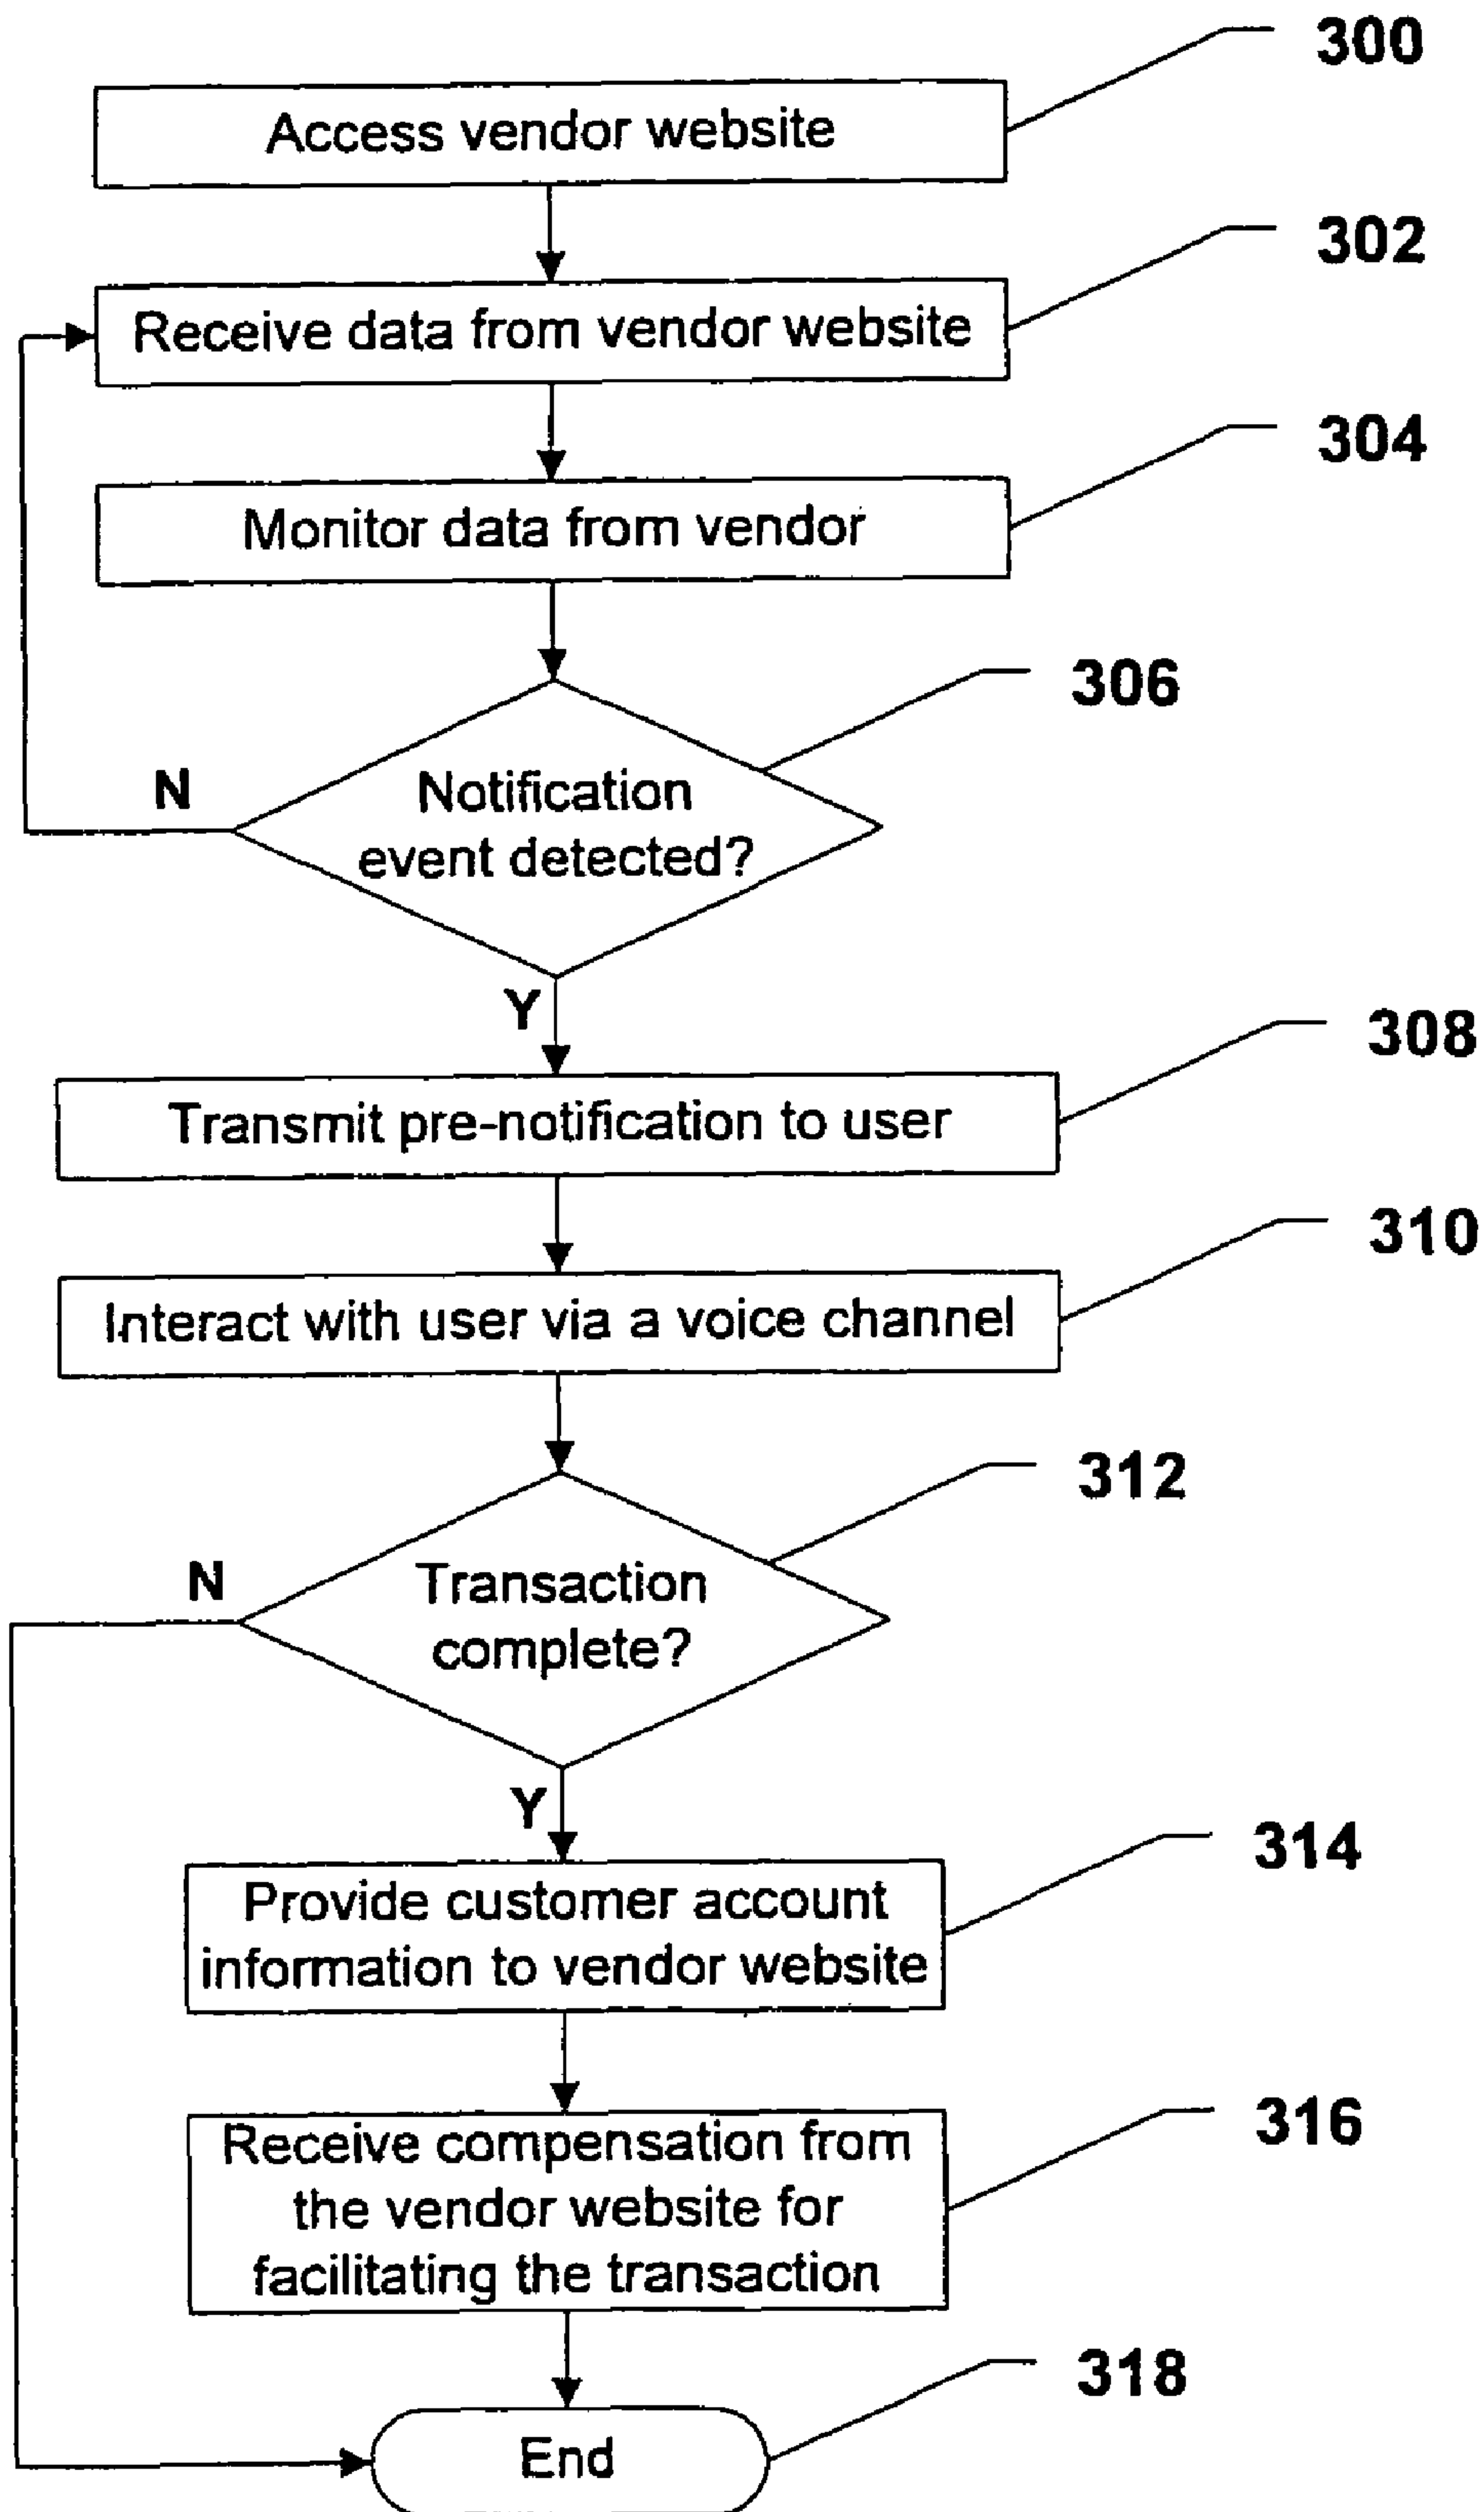 300
Access vendor website
302
Receive data from vendor website
304
Monitor data from vendor
306
N
Notification
event detected?
Y
308
Transmit pre-notification to user
310
Interact with user via a voice channel
312
N
Transaction
complete?
Y
314
Provide customer account
information to vendor website
316
Receive compensation from
the vendor website for
facilitating the transaction
318
End